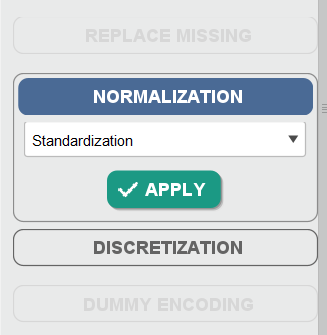 REPLACE MISSING
NORMALIZATION
Standardization
APPLY
DISCRETIZATION
DUMMY ENCODING